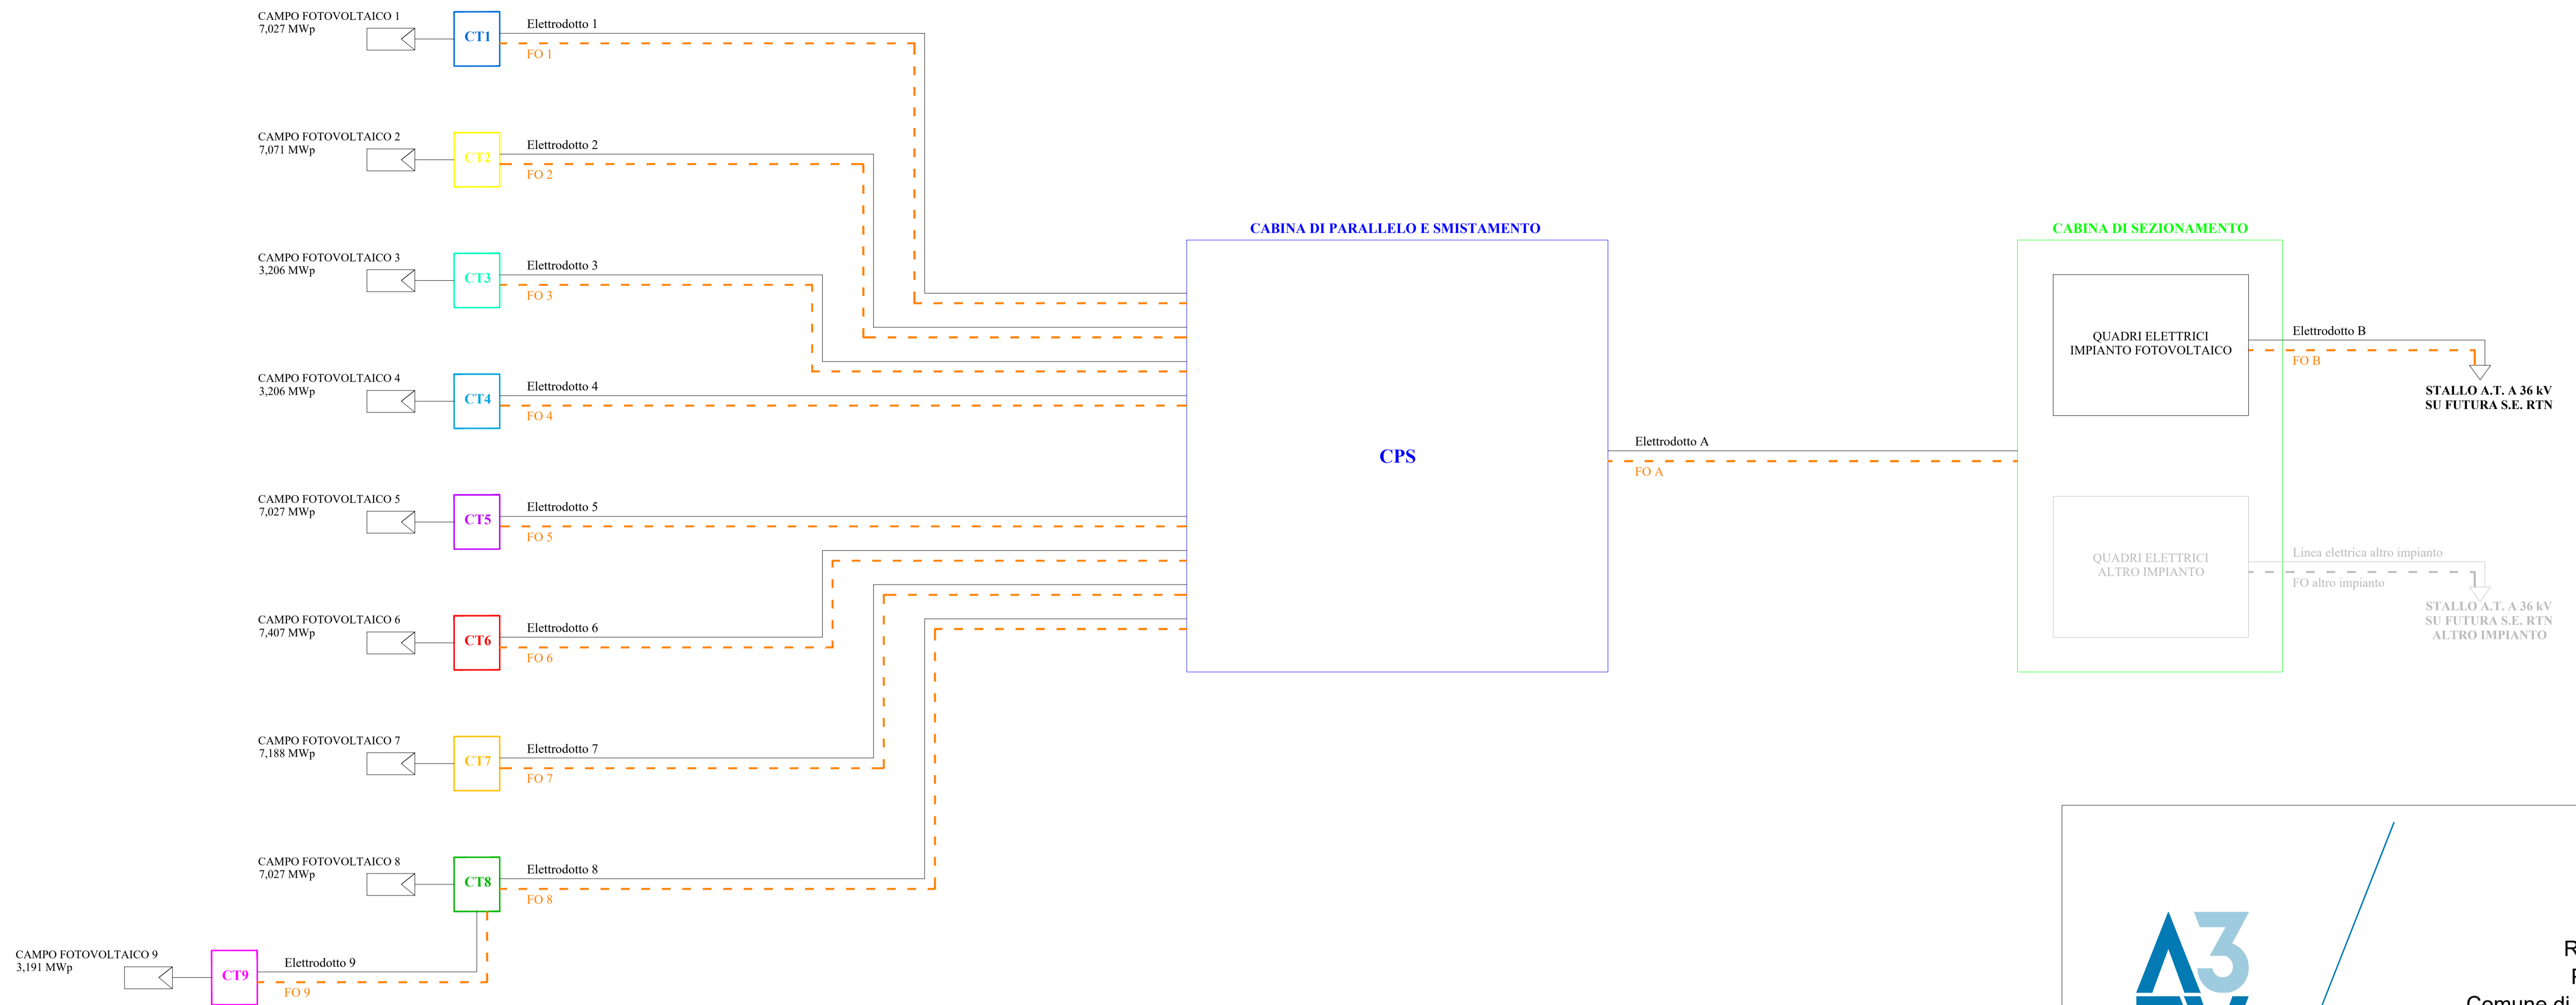 CAMPO FOTOVOLTAICO 1
7,027 MWp
CT1
Elettrodotto 1
FO 1
CAMPO FOTOVOLTAICO 2
7,071 MWp
CT2
Elettrodotto 2
FO 2
CAMPO FOTOVOLTAICO 3
3,206 MWp
CT3
Elettrodotto 3
FO 3
CAMPO FOTOVOLTAICO 4
3,206 MWp
CT4
Elettrodotto 4
FO 4
CAMPO FOTOVOLTAICO 5
7,027 MWp
CT5
Elettrodotto 5
FO 5
CAMPO FOTOVOLTAICO 6
7,407 MWp
CT6
Elettrodotto 6
FO 6
CAMPO FOTOVOLTAICO 7
7,188 MWp
CT7
Elettrodotto 7
FO 7
CAMPO FOTOVOLTAICO 8
7,027 MWp
CT8
Elettrodotto 8
FO 8
CAMPO FOTOVOLTAICO 9
3,191 MWp
CT9
Elettrodotto 9
FO 9
CABINA DI PARALLELO E SMISTAMENTO
CPS
Elettrodotto A
FO A
CABINA DI SEZIONAMENTO
QUADRI ELETTRICI
IMPIANTO FOTOVOLTAICO
Elettrodotto B
FO B
STALLO A.T. A 36 kV
SU FUTURA S.E. RTN
QUADRI ELETTRICI
ALTRO IMPIANTO
Linea elettrica altro impianto
FO altro impianto
STALLO A.T. A 36 kV
SU FUTURA S.E. RTN
ALTRO IMPIANTO
R
Comune di